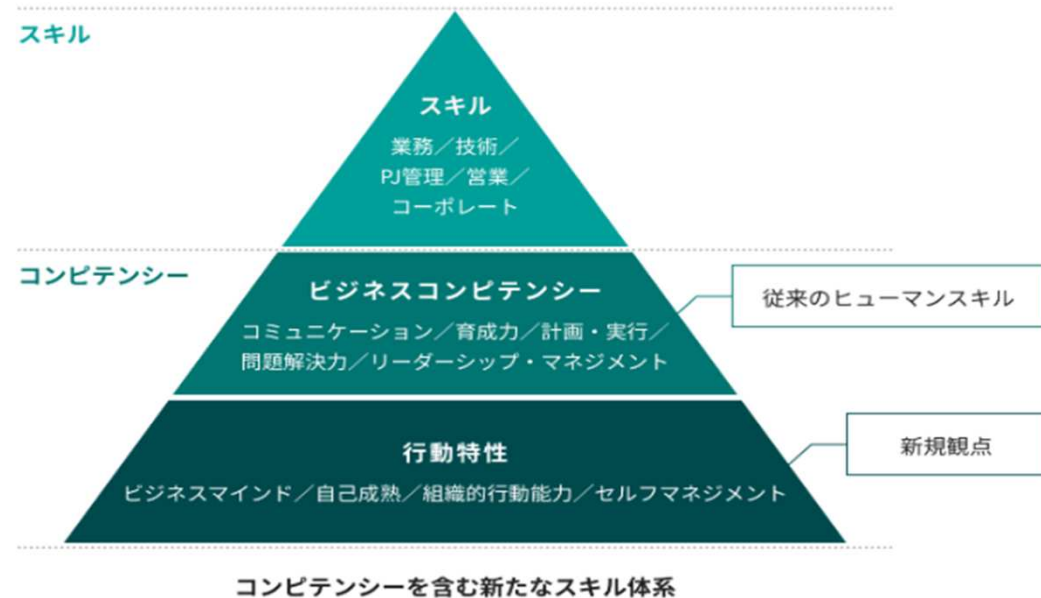 スキル
スキル
業務／技術／
PJ管理／営業／
コーポレート
コンピテンシー
ビジネスコンピテンシー
コミュニケーション／育成力／計画・実行／
問題解決力／リーダーシップ・マネジメント
従来のヒューマンスキル
行動特性
ビジネスマインド／自己成熟／組織的行動能力／セルフマネジメント
新規観点
コンピテンシーを含む新たなスキル体系